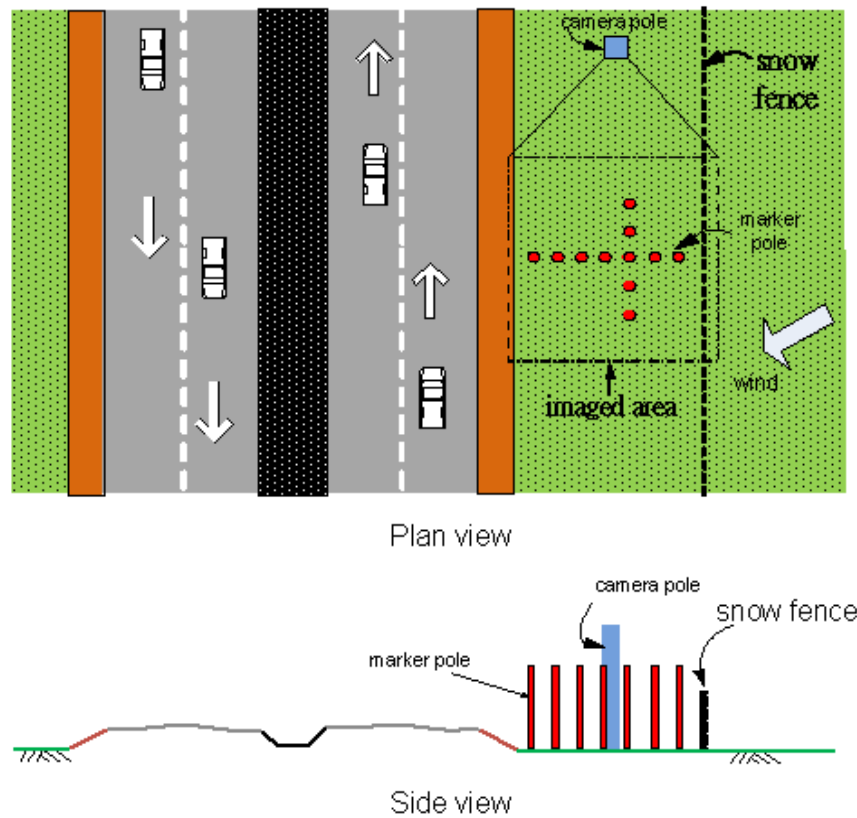 camera pole
snow
fence
marker
pole
wind
imaged area
Plan view
camera pole
snow fence
marker pole
Side view